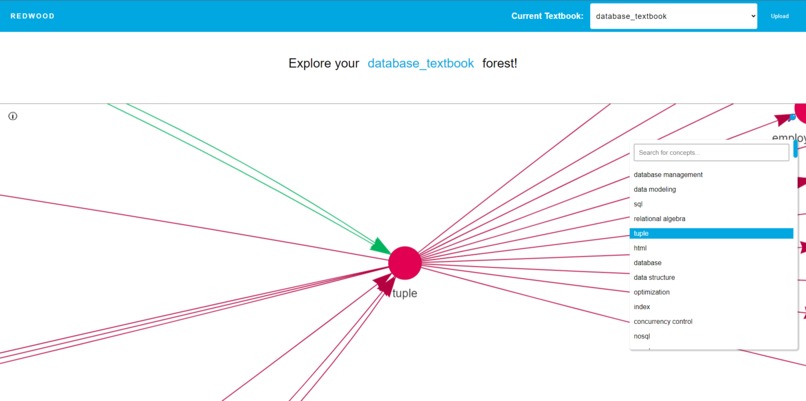 REDWOOD
Current Textbook:
database_textbook
Upload
Explore your database_textbook forest!
employ
Search for concepts..
database management
data modeling
sql
relational algebra
tuple
html
database
data structure
optimization
index
concurrency control
nosql
tuple